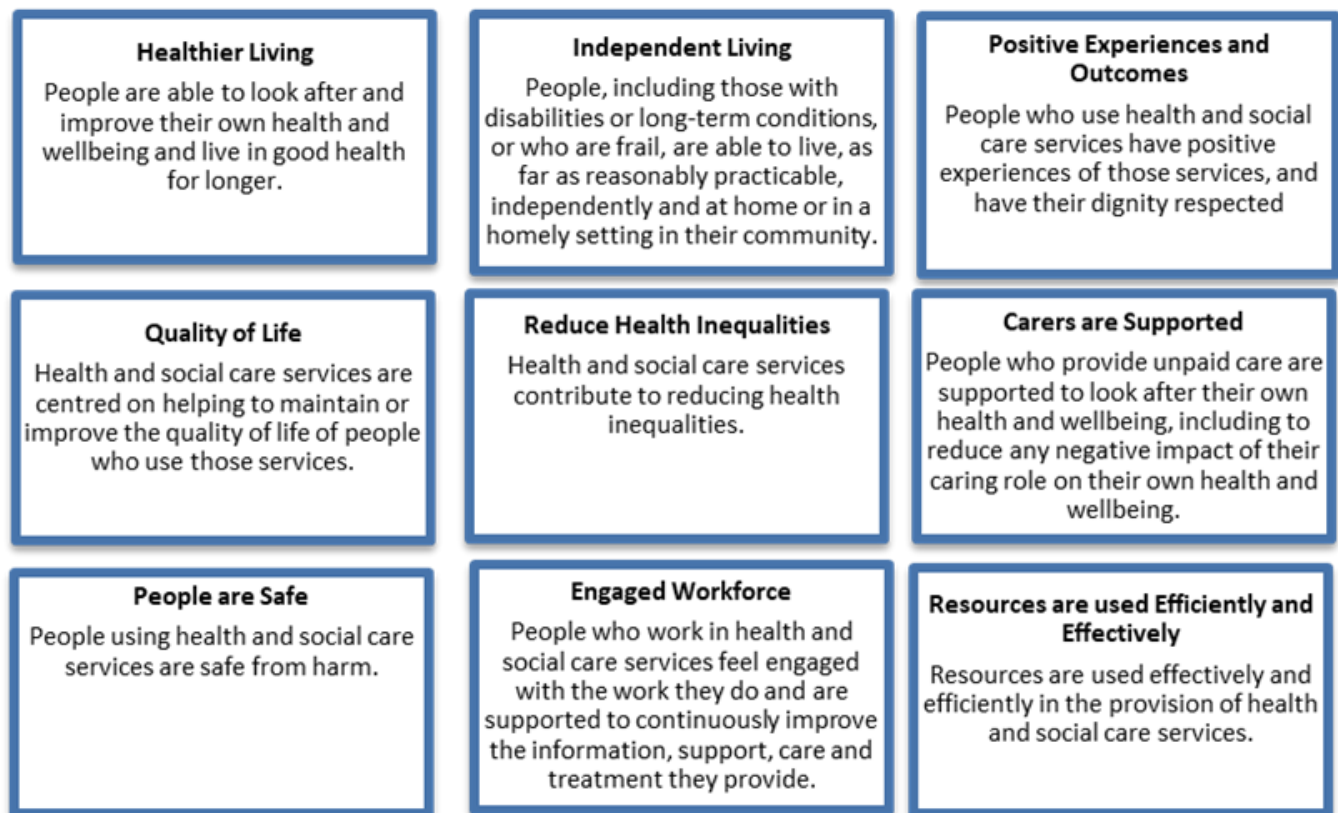 Healthier Living
People are able to look after and
improve their own health and
wellbeing and live in good health
for longer.
Independent Living
People, including those with
disabilities or long-term conditions,
or who are frail, are able to live, as
far as reasonably practicable,
independently and at home or in a
homely setting in their community.
Positive Experiences and
Outcomes
People who use health and social
care services have positive
experiences of those services, and
have their dignity respected
Quality of Life
Health and social care services are
centred on helping to maintain or
improve the quality of life of people
who use those services.
Reduce Health Inequalities
Health and social care services
contribute to reducing health
inequalities.
Carers are Supported
People who provide unpaid care are
supported to look after their own
health and wellbeing, including to
reduce any negative impact of their
caring role on their own health and
wellbeing.
People are Safe
People using health and social care
services are safe from harm.
Engaged Workforce
People who work in health and
social care services feel engaged
with the work they do and are
supported to continuously improve
the information, support, care and
treatment they provide.
Resources are used Efficiently and
Effectively
Resources are used effectively and
efficiently in the provision of health
and social care services.